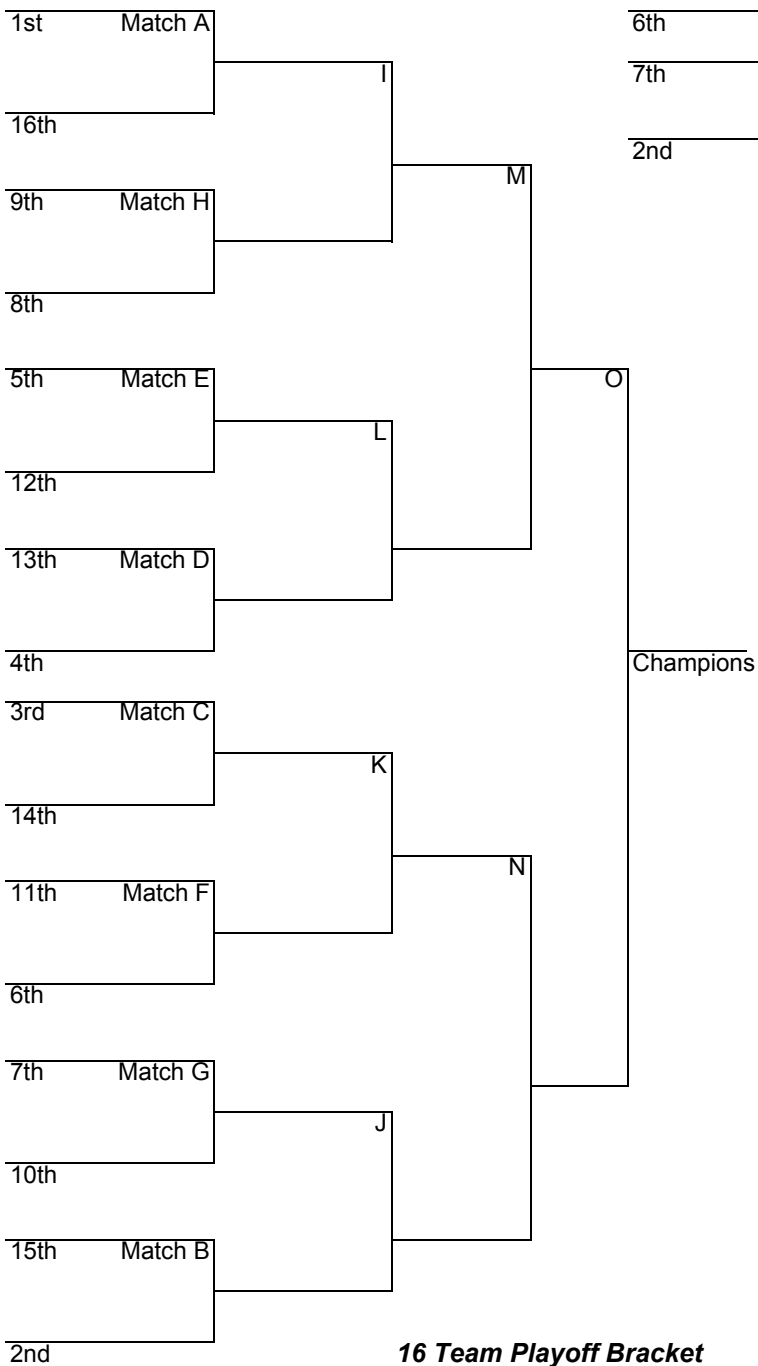 1st Match A
6th
I
7th
16th
2nd
M
9th Match H
8th
5th Match E
O
L
12th
13th Match D
4th
Champions
3rd Match C
K
14th
N
11th Match F
6th
7th Match G
J
10th
15th Match B
2nd
16 Team Playoff Bracket